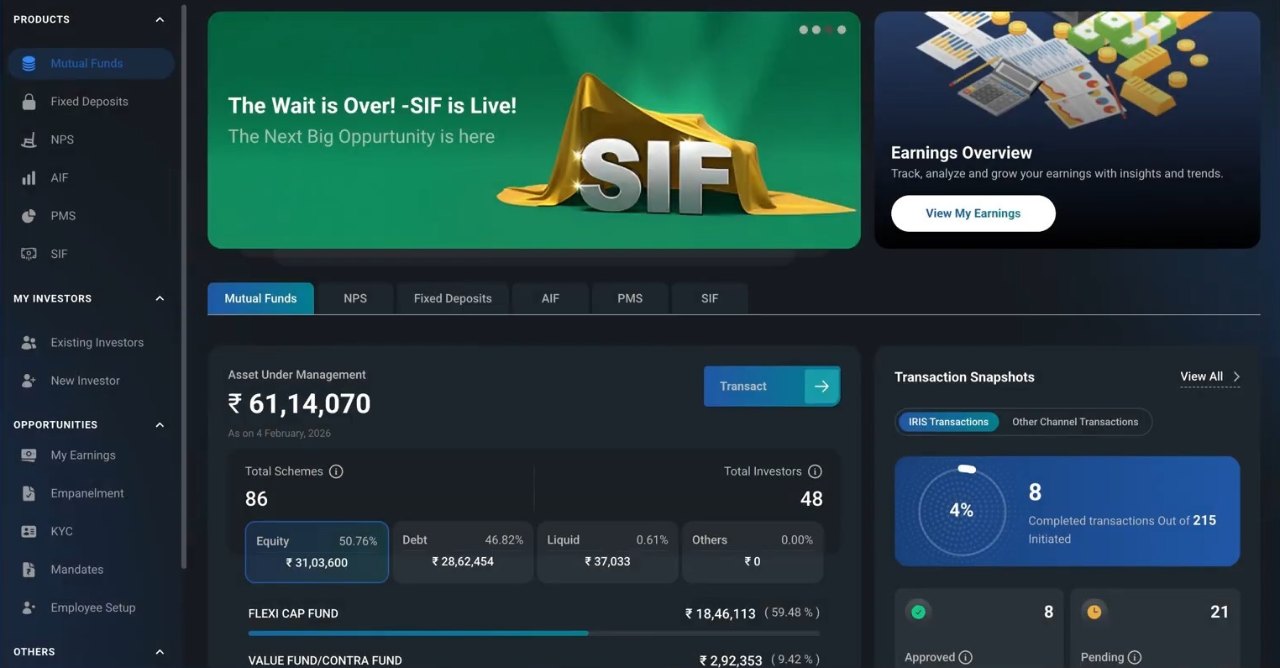 PRODUCTS
Mutual Funds
Fixed Deposits
NPS
AIF
PMS
SIF
MY INVESTORS
Existing Investors
New Investor
OPPORTUNITIES
My Earnings
Empanelment
KYC
Mandates
Employee Setup
OTHERS
The Wait is Over! -SIF is Live!
The Next Big Oppurtunity is here
SIF
Earnings Overview
Track, analyze and grow your earnings with insights and trends.
View My Earnings
Mutual Funds NPS Fixed Deposits AIF PMS SIF
Asset Under Management
₹ 61,14,070
As on 4 February, 2026
Transact
Total Schemes
86
Total Investors
48
Equity 50.76%
₹ 31,03,600
Debt 46.82%
₹ 28,62,454
Liquid 0.61%
₹ 37,033
Others 0.00%
₹ 0
FLEXI CAP FUND ₹ 18,46,113 ( 59.48 % )
VALUE FUND/CONTRA FUND ₹ 2,92,353 ( 9.42 % )
Transaction Snapshots
View All
IRIS Transactions Other Channel Transactions
4%
8
Completed transactions Out of 215
Initiated
8
Approved
21
Pending